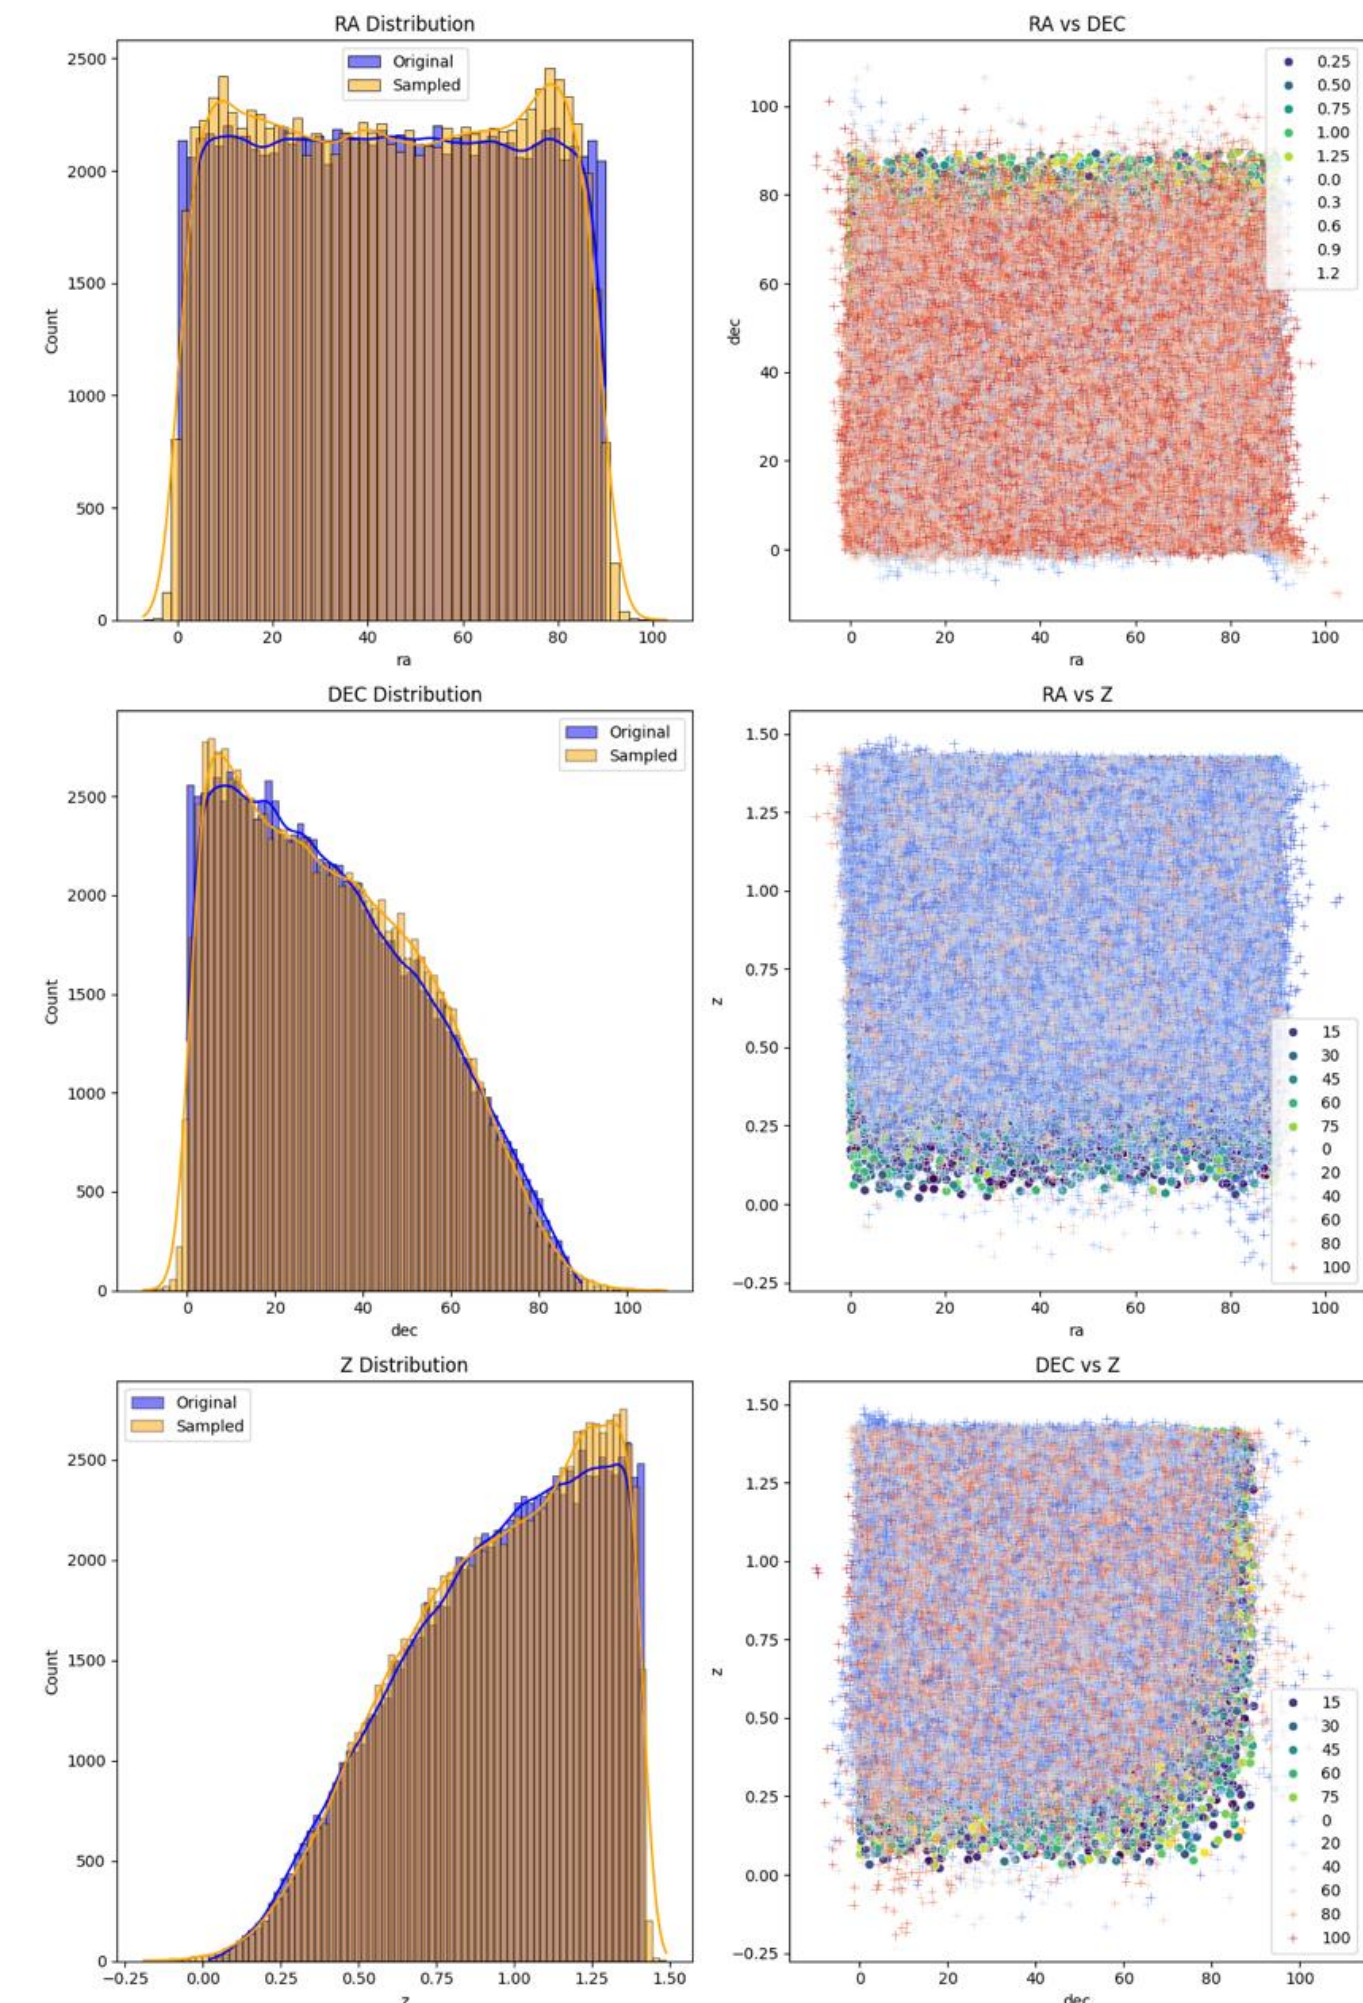 RA Distribution
2500
2000
1500
1000
500
0
Count
Original
Sampled
0 20 40 60 80 100
ra
RA vs DEC
100
80
60
40
20
0
dec
0.25
0.50
0.75
1.00
1.25
0.0
0.3
0.6
0.9
1.2
0 20 40 60 80 100
ra
DEC Distribution
2500
2000
1500
1000
500
0
Count
Original
Sampled
0 20 40 60 80 100
dec
RA vs Z
1.50
1.25
1.00
0.75
0.50
0.25
0.00
−0.25
z
15
30
45
60
75
0
20
40
60
80
100
0 20 40 60 80 100
ra
Z Distribution
2500
2000
1500
1000
500
0
Count
Original
Sampled
−0.25 0.00 0.25 0.50 0.75 1.00 1.25 1.50
z
DEC vs Z
1.50
1.25
1.00
0.75
0.50
0.25
0.00
−0.25
z
15
30
45
60
75
0
20
40
60
80
100
0 20 40 60 80 100
dec